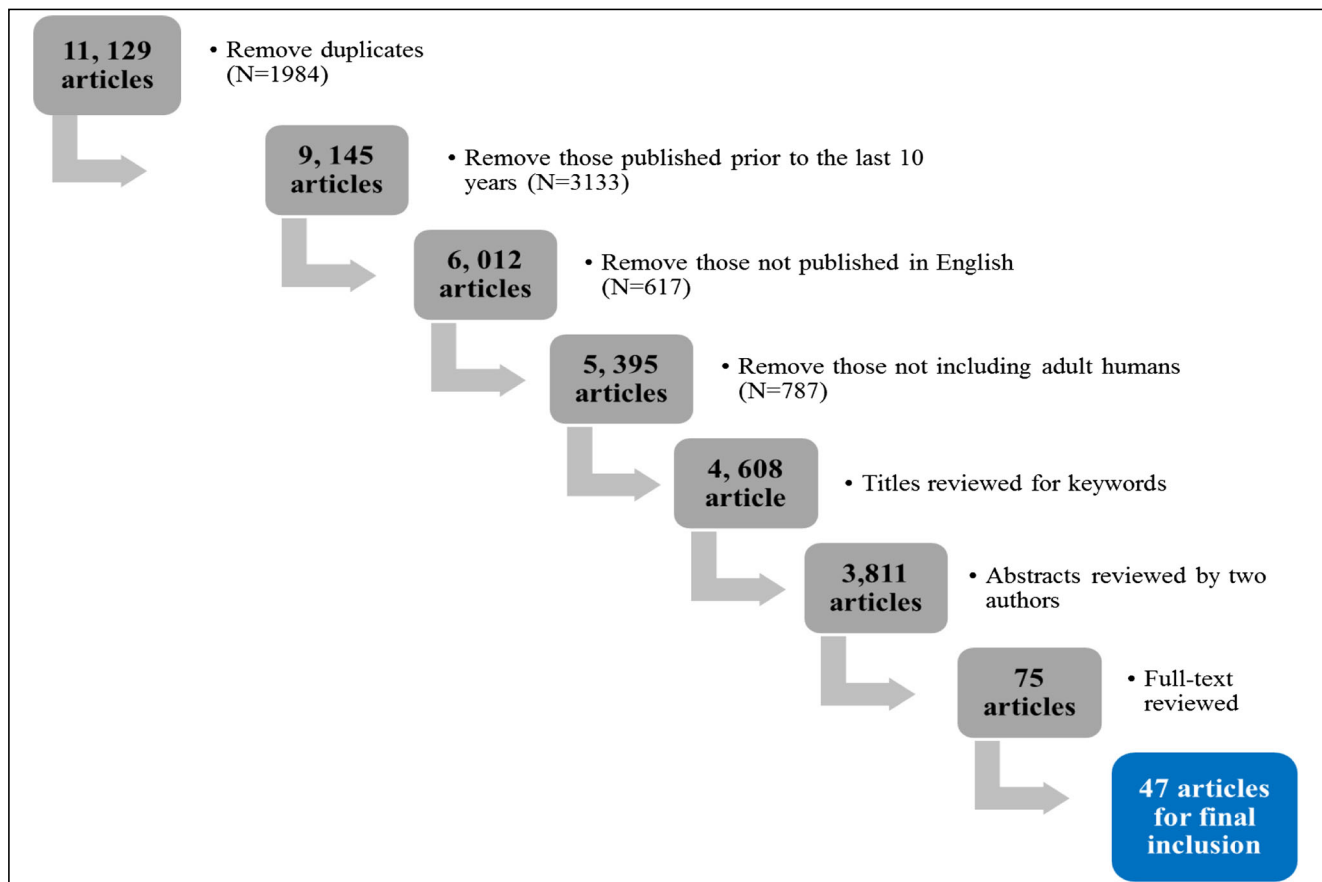 11, 129
articles
• Remove duplicates
(N=1984)
9, 145
articles
• Remove those published prior to the last 10
years (N=3133)
6, 012
articles
• Remove those not published in English
(N=617)
5, 395
articles
• Remove those not including adult humans
(N=787)
4, 608
article
• Titles reviewed for keywords
3,811
articles
• Abstracts reviewed by two
authors
75
articles
• Full-text
reviewed
47 articles
for final
inclusion